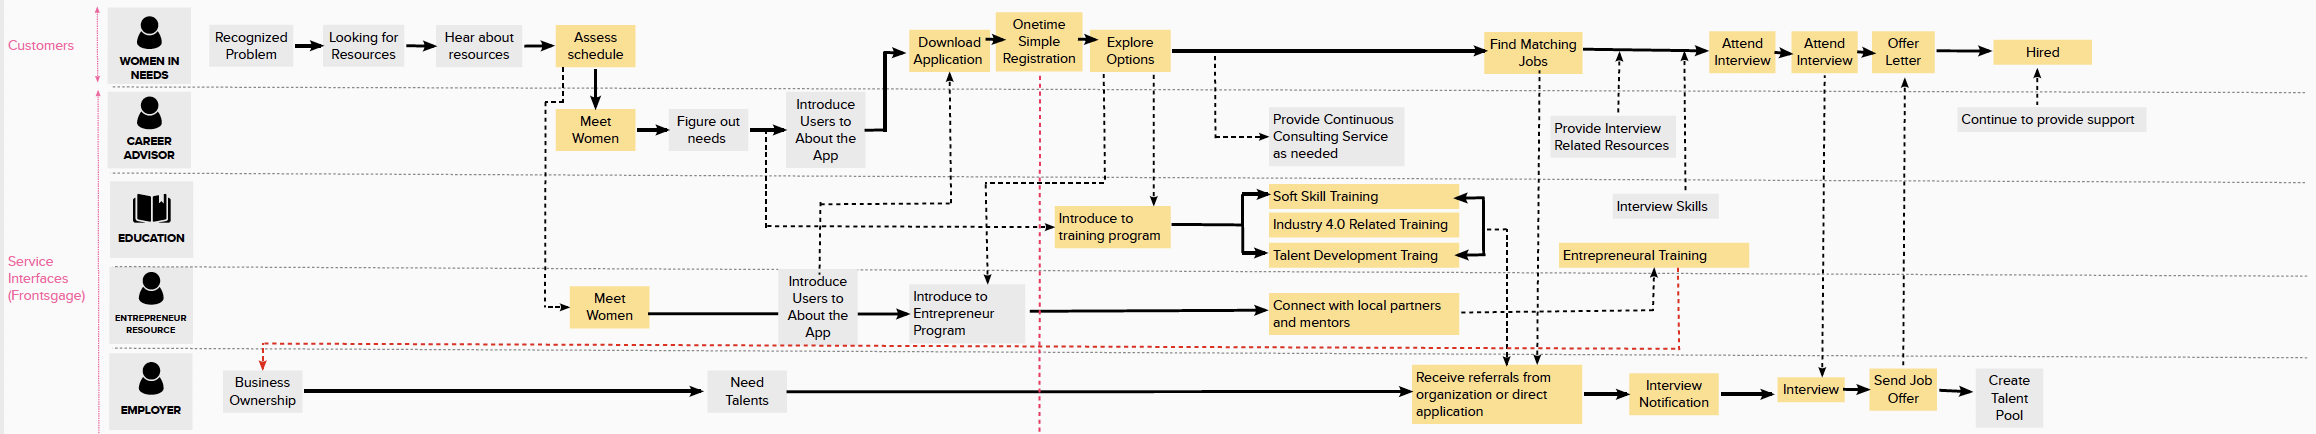 Customers
WOMEN IN
NEEDS
Recognized
Problem
Looking for
Resources
Hear about
resources
Assess
schedule
Download
Application
Onetime
Simple
Registration
Explore
Options
Find Matching
Jobs
Attend
Interview
Attend
Interview
Offer
Letter
Hired
CAREER
ADVISOR
Meet
Women
Figure out
needs
Introduce
Users to
About the
App
Provide Continuous
Consulting Service
as needed
Provide Interview
Related Resources
Continue to provide support
Service
Interfaces
(Frontsgage)
EDUCATION
Introduce to
training program
Soft Skill Training
Industry 4.0 Related Training
Talent Development Traing
Interview Skills
Entrepreneural Training
ENTREPRENEUR
RESOURCE
Meet
Women
Introduce
Users to
About the
App
Introduce to
Entrepreneur
Program
Connect with local partners
and mentors
EMPLOYER
Business
Ownership
Need
Talents
Receive referrals from
organization or direct
application
Interview
Notification
Interview
Send Job
Offer
Create
Talent
Pool